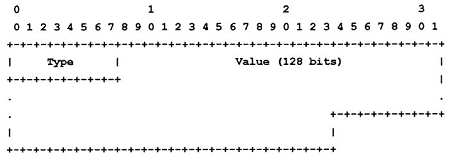 0 1 2 3
0 1 2 3 4 5 6 7 8 9 0 1 2 3 4 5 6 7 8 9 0 1 2 3 4 5 6 7 8 9 0 1
+-+-+-+-+-+-+-+-+-+-+-+-+-+-+-+-+-+-+-+-+-+-+-+-+-+-+-+-+-+-+-+-+
| Type | Value (128 bits) |
+-+-+-+-+-+-+-+-+ |
. .
. +-+-+-+-+-+-+-+-+
| |
+-+-+-+-+-+-+-+-+-+-+-+-+-+-+-+-+-+-+-+-+-+-+-+-+